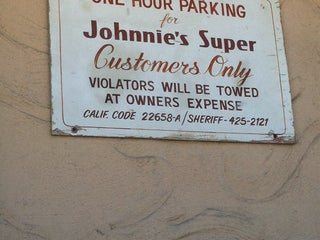 ONE HOUR PARKING
for
Johnnie's Super
Customers Only
VIOLATORS WILL BE TOWED
AT OWNERS EXPENSE
CALIF. CODE 22658-A/SHERIFF-425-2121